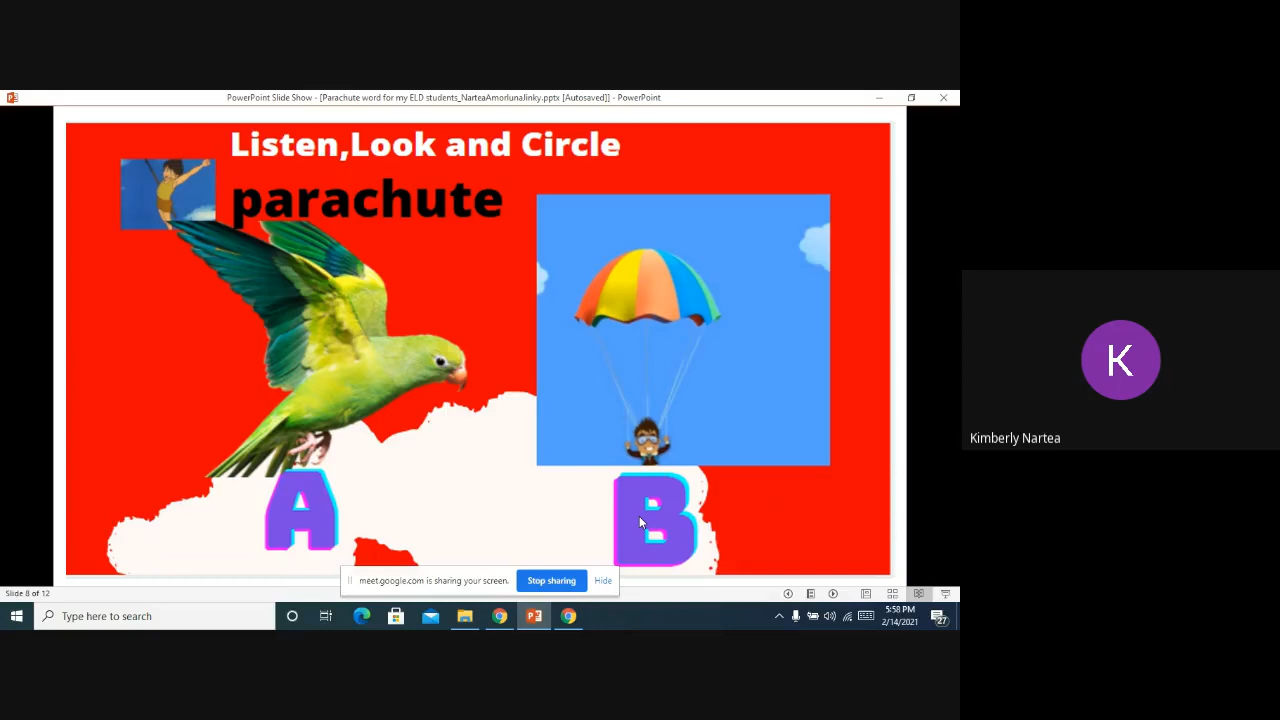 PowerPoint Slide Show - [Parachute word for my ELD students_NarteaAmorlunaJinky.pptx [Autosaved]] - PowerPoint
Listen,Look and Circle
parachute
A
B
K
Kimberly Nartea
meet.google.com is sharing your screen.
Stop sharing
Hide
Slide 8 of 12
Type here to search
5:58 PM
2/14/2021
27